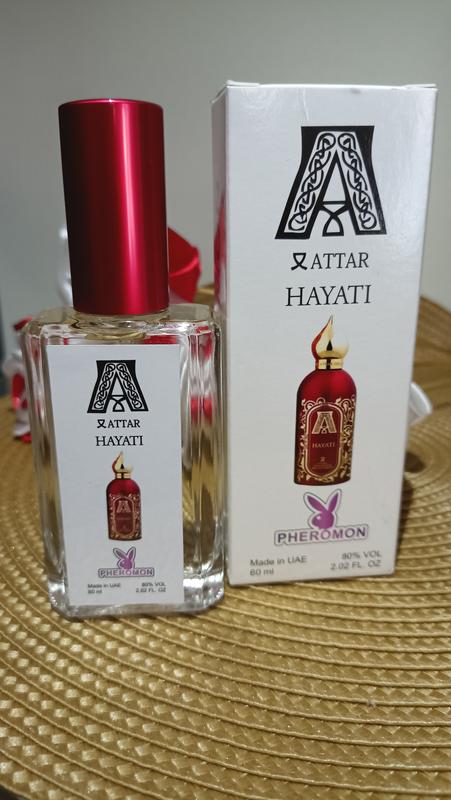 A
ATTAR
HAYATI
PHEROMON
Made in UAE 80% VOL
60 ml 2.02 FL. OZ
A
ATTAR
HAYATI
A
HAYATI
PHEROMON
Made in UAE 80% VOL
60 ml 2.02 FL. OZ